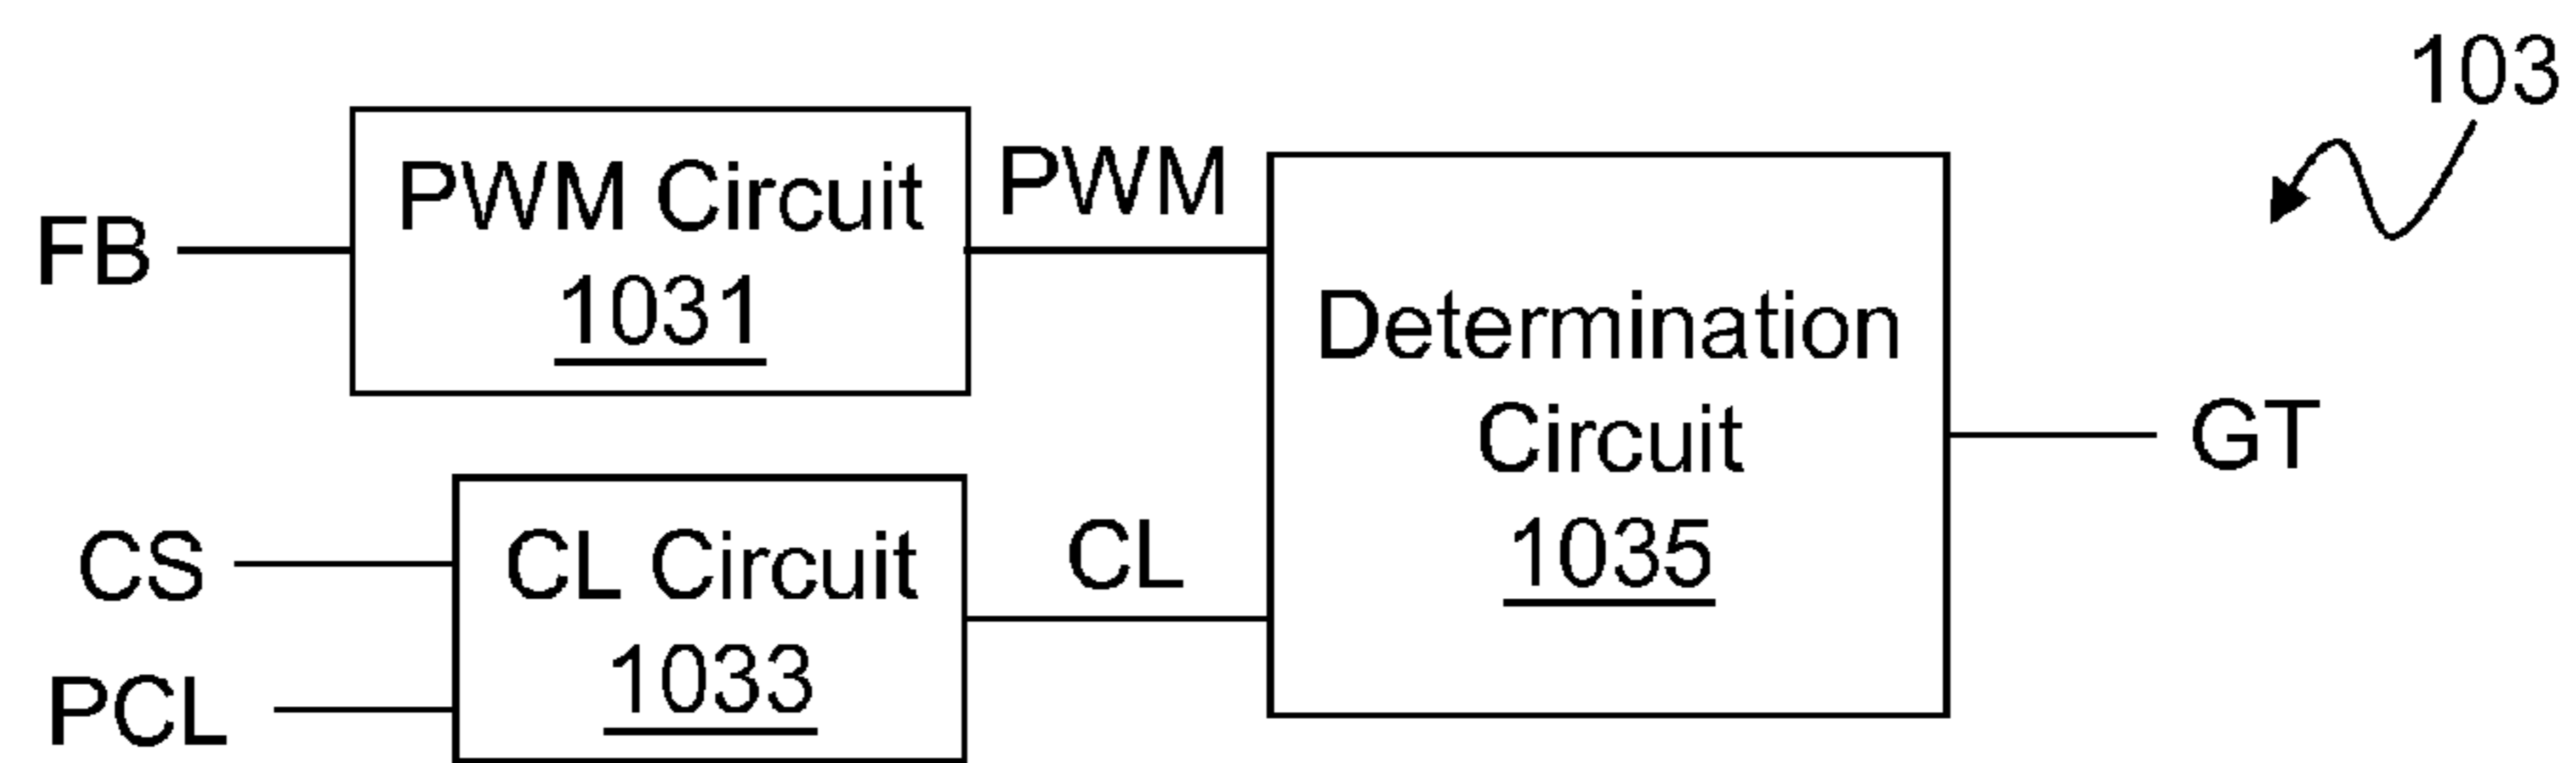 103
FB
PWM Circuit
1031
PWM
Determination
Circuit
1035
GT
CS
PCL
CL Circuit
1033
CL